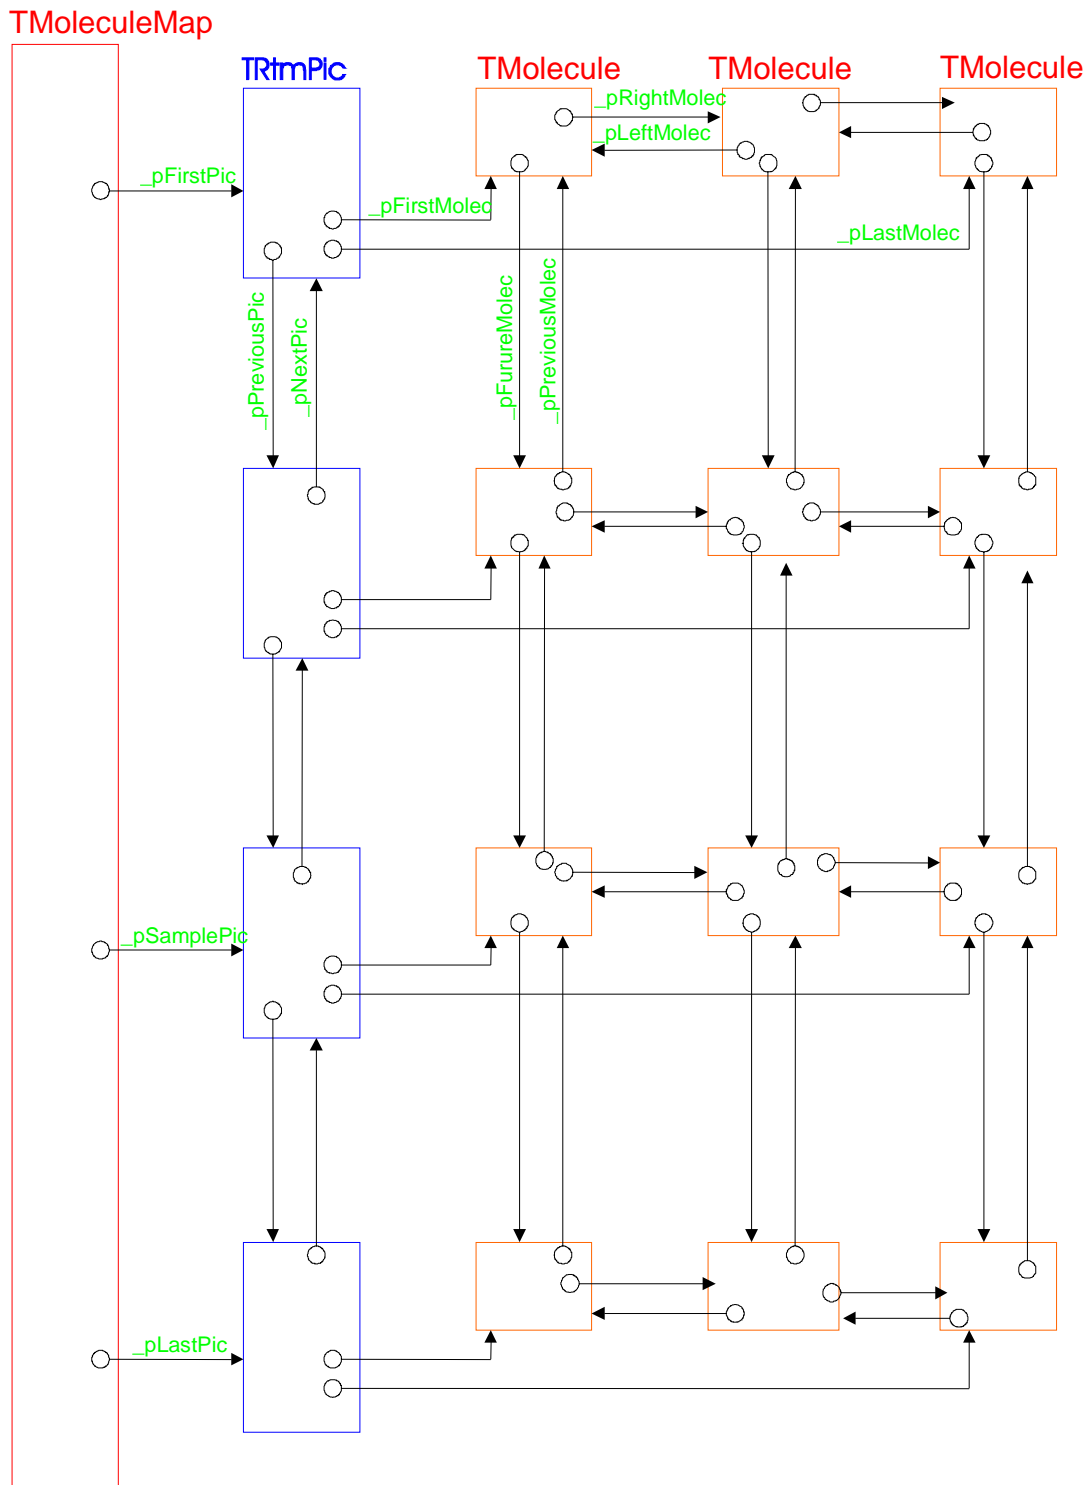 TMoleculeMap
TRtmPic
TMolecule
TMolecule
TMolecule
_pRightMolec
_pLeftMolec
_pFirstPic
_pFirstMolec
_pLastMolec
_pPreviousPic
_pNextPic
_pFurureMolec
_pPreviousMolec
_pSamplePic
_pLastPic